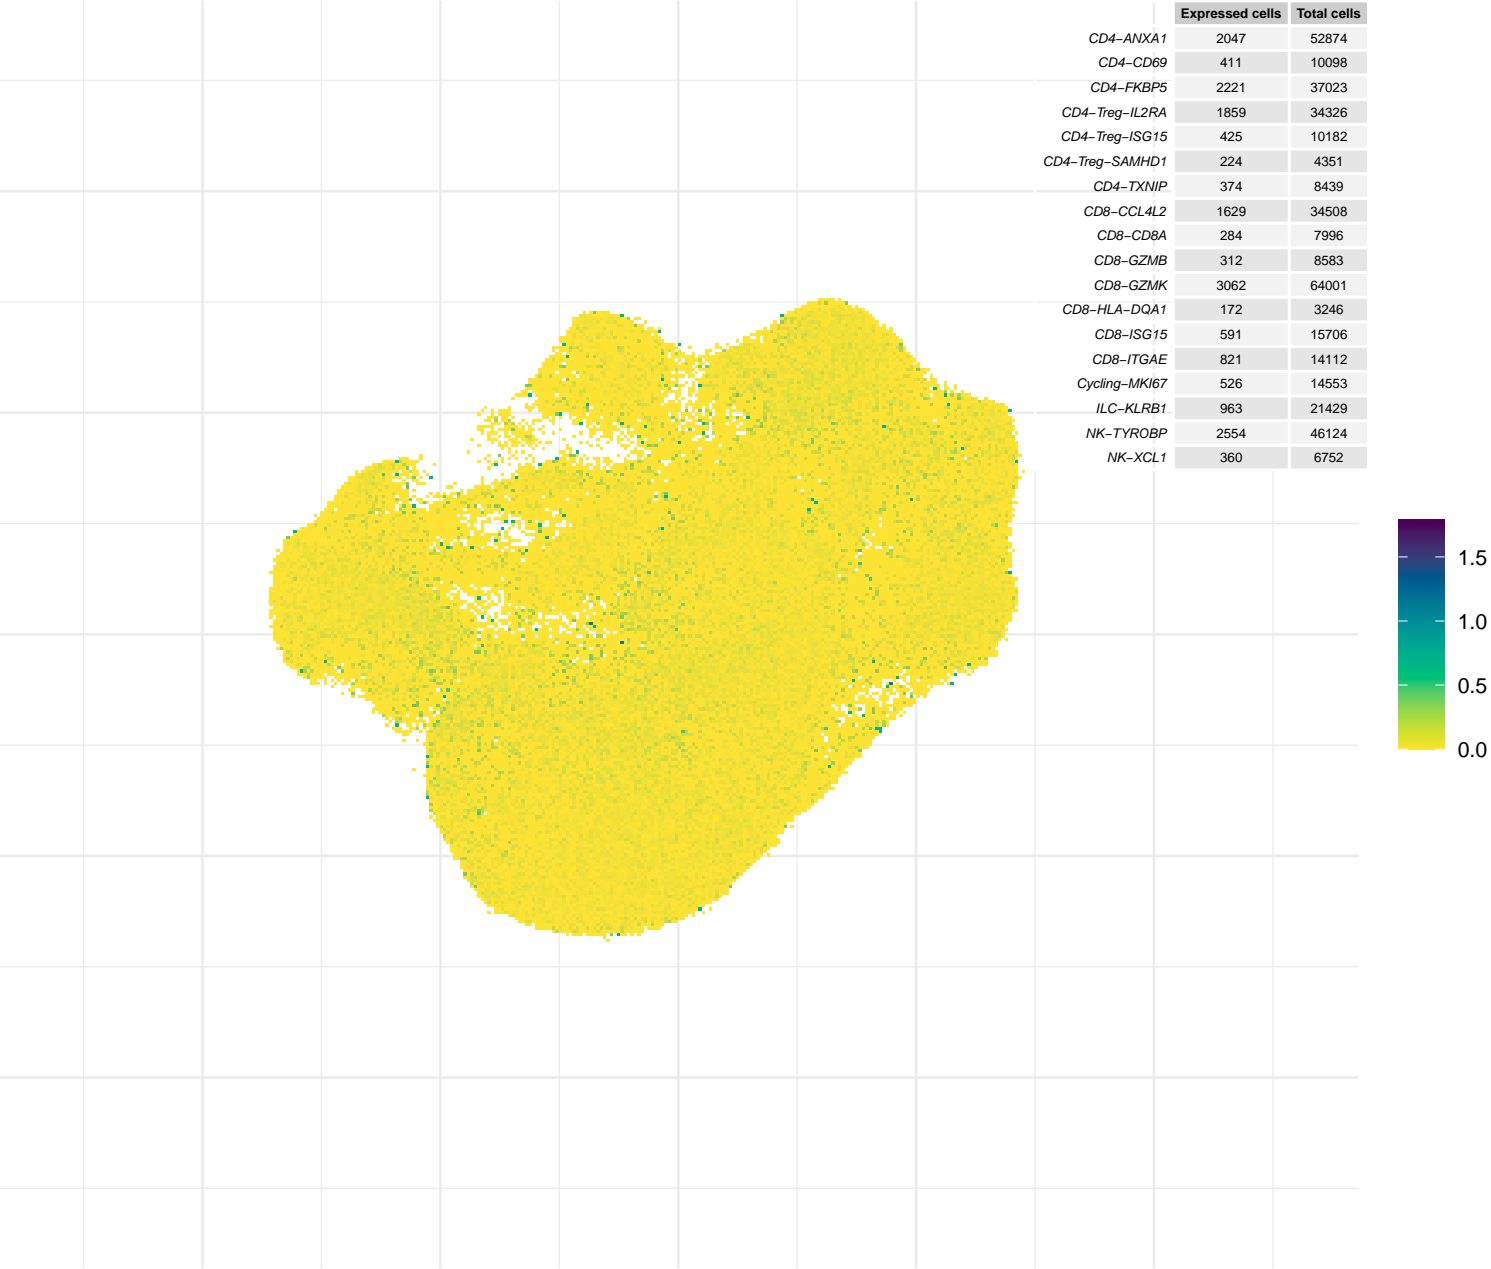 Expressed cells Total cells
CD4−ANXA1 2047 52874
CD4−CD69 411 10098
CD4−FKBP5 2221 37023
CD4−Treg−IL2RA 1859 34326
CD4−Treg−ISG15 425 10182
CD4−Treg−SAMHD1 224 4351
CD4−TXNIP 374 8439
CD8−CCL4L2 1629 34508
CD8−CD8A 284 7996
CD8−GZMB 312 8583
CD8−GZMK 3062 64001
CD8−HLA−DQA1 172 3246
CD8−ISG15 591 15706
CD8−ITGAE 821 14112
Cycling−MKI67 526 14553
ILC−KLRB1 963 21429
NK−TYROBP 2554 46124
NK−XCL1 360 6752
1.5
1.0
0.5
0.0